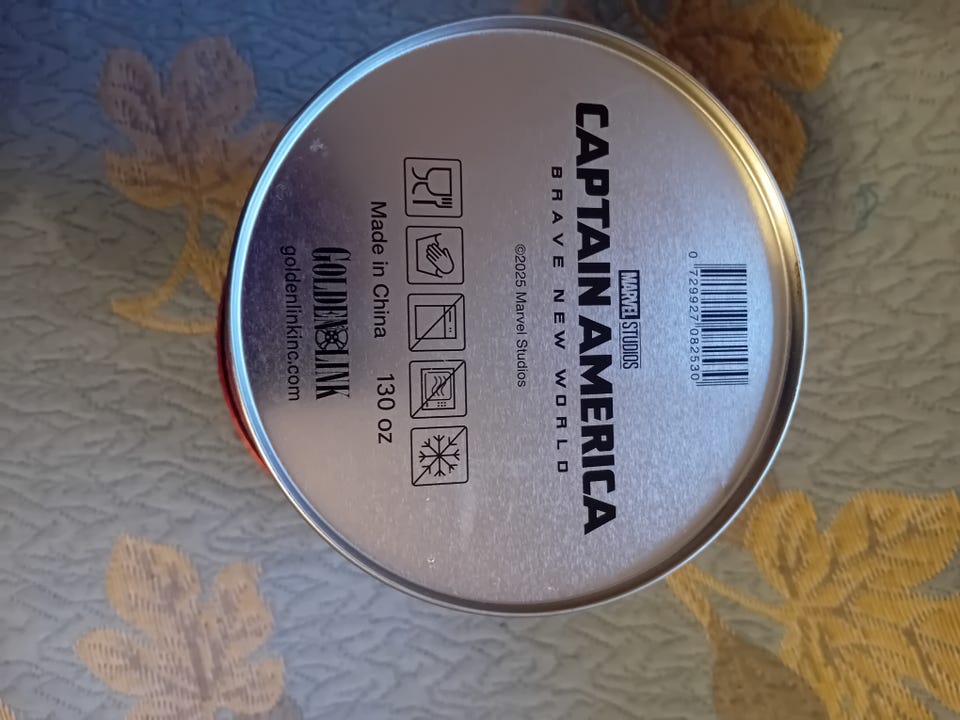 0 729927 082530
MARVEL STUDIOS
CAPTAIN AMERICA
BRAVE NEW WORLD
©2025 Marvel Studios
Made in China 130 oz
GOLDEN LINK
goldenlinkinc.com